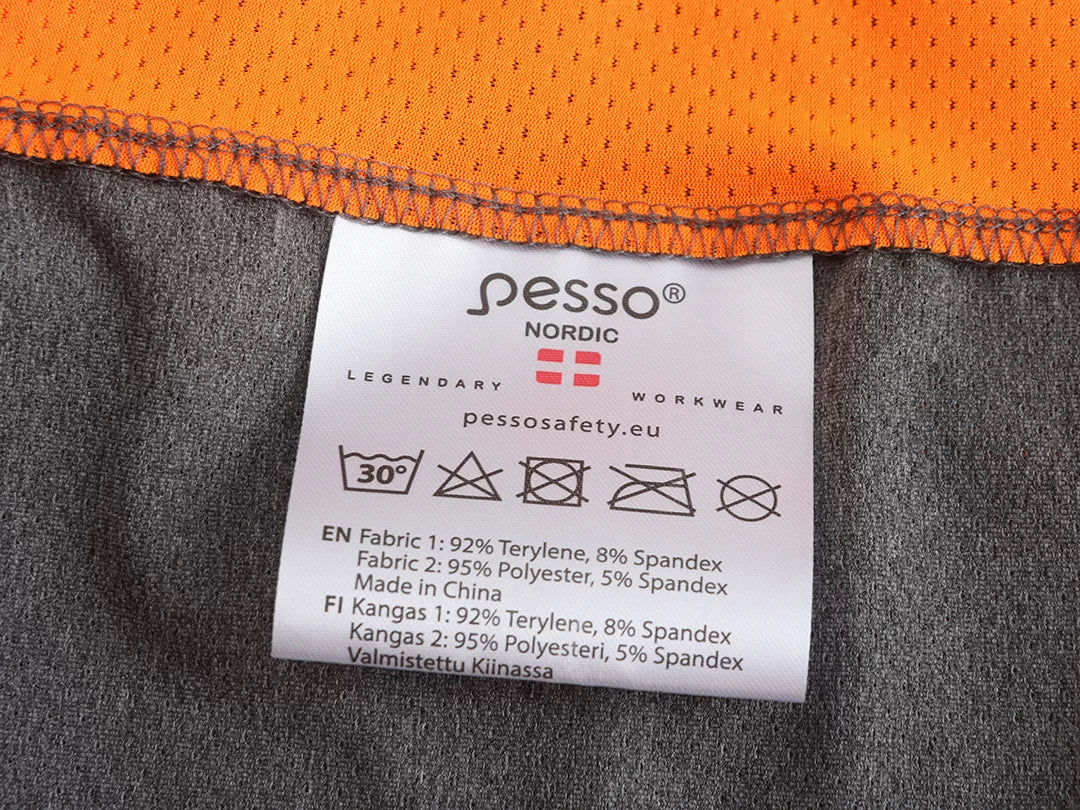 pesso®
NORDIC
LEGENDARY WORKWEAR
pessosafety.eu
30°
EN Fabric 1: 92% Terylene, 8% Spandex
Fabric 2: 95% Polyester, 5% Spandex
Made in China
FI Kangas 1: 92% Terylene, 8% Spandex
Kangas 2: 95% Polyesteri, 5% Spandex
Valmistettu Kiinassa